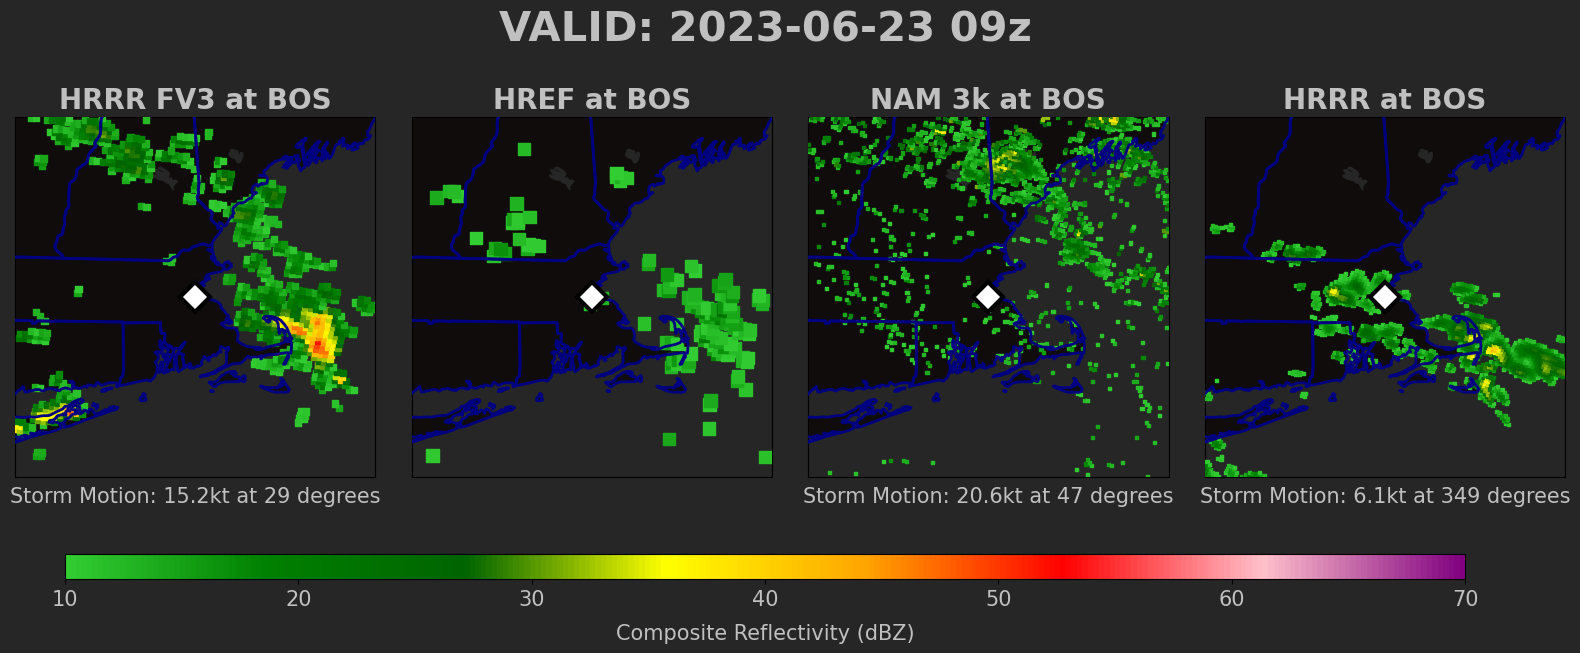 VALID: 2023-06-23 09z
HRRR FV3 at BOS
HREF at BOS
NAM 3k at BOS
HRRR at BOS
Storm Motion: 15.2kt at 29 degrees
Storm Motion: 20.6kt at 47 degrees
Storm Motion: 6.1kt at 349 degrees
10 20 30 40 50 60 70
Composite Reflectivity (dBZ)